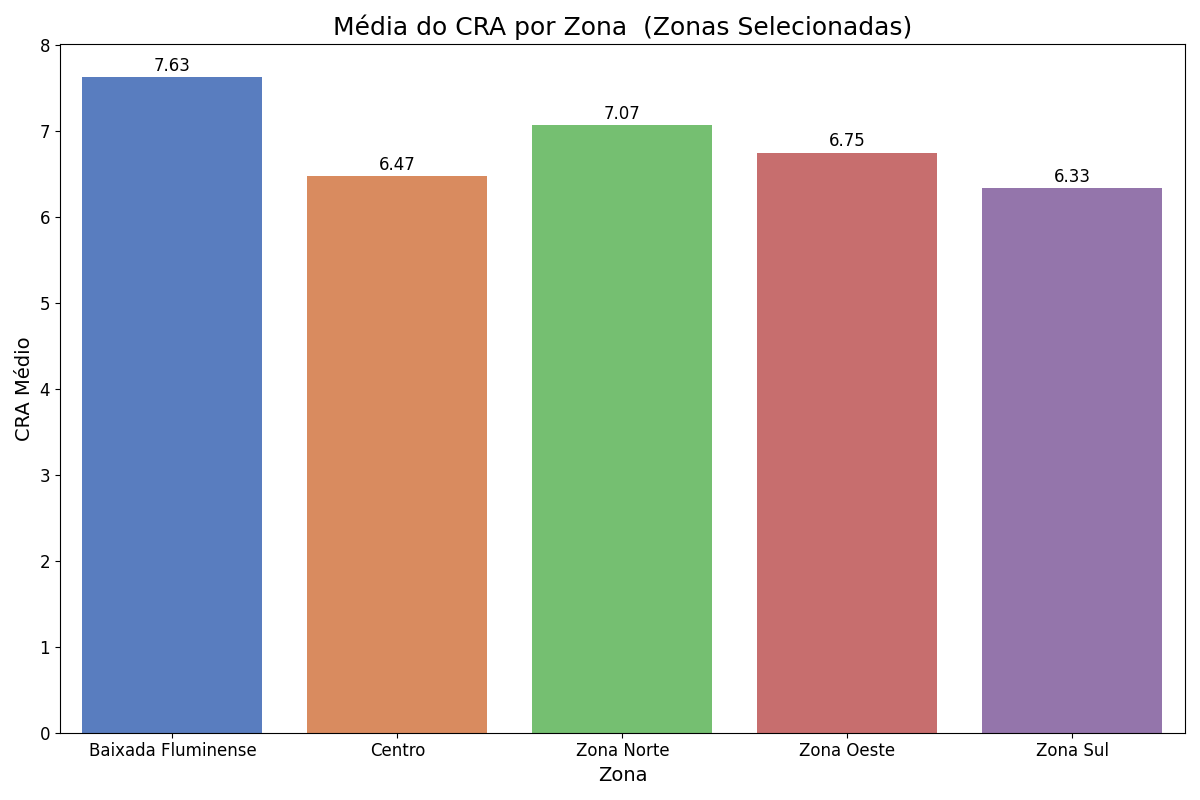 Média do CRA por Zona  (Zonas Selecionadas)
CRA Médio
8
7
6
5
4
3
2
1
0
7.63
6.47
7.07
6.75
6.33
Baixada Fluminense
Centro
Zona Norte
Zona Oeste
Zona Sul
Zona